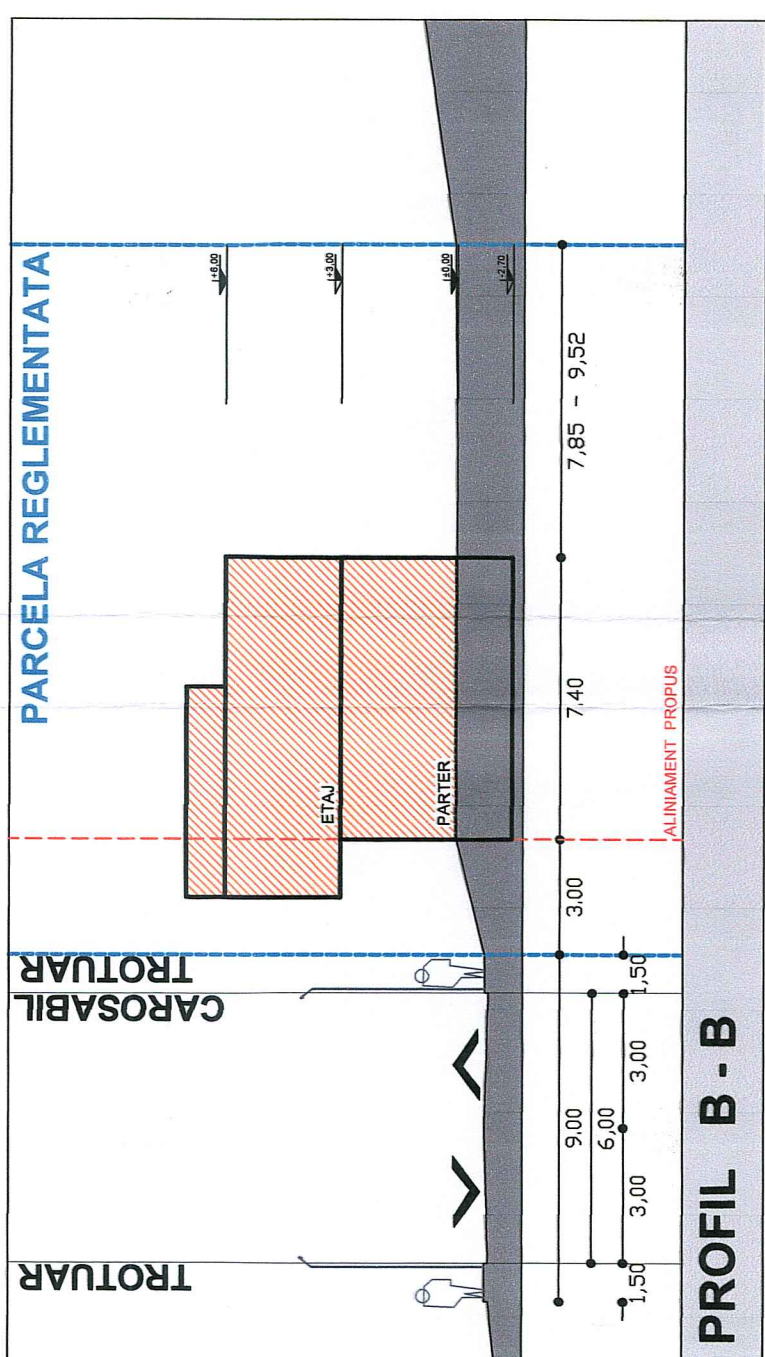 PARCELA REGLEMENTATA
TROTUAR
CAROSABIL
TROTUAR
+6,00
+3,00
±0,00
-2,70
ETAJ
PARTER
7,85 - 9,52
7,40
3.00
ALINIAMENT PROPUS
9.00
6,00
1,50
3,00
3,00
1,50
PROFIL B - B